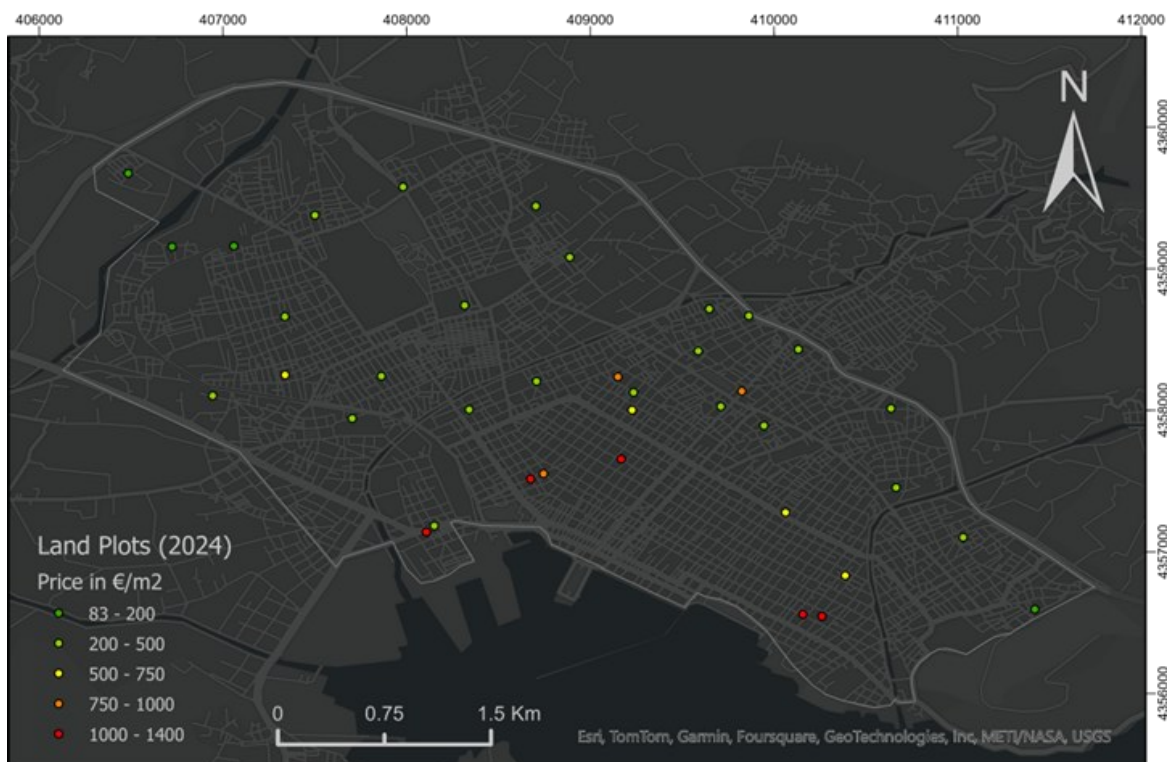 406000 407000 408000 409000 410000 411000 412000
N
4360000
4359000
4358000
4357000
4356000
Land Plots (2024)
Price in €/m2
83 - 200
200 - 500
500 - 750
750 - 1000
1000 - 1400
0 0.75 1.5 Km
Esri, TomTom, Garmin, Foursquare, GeoTechnologies, Inc, METI/NASA, USGS